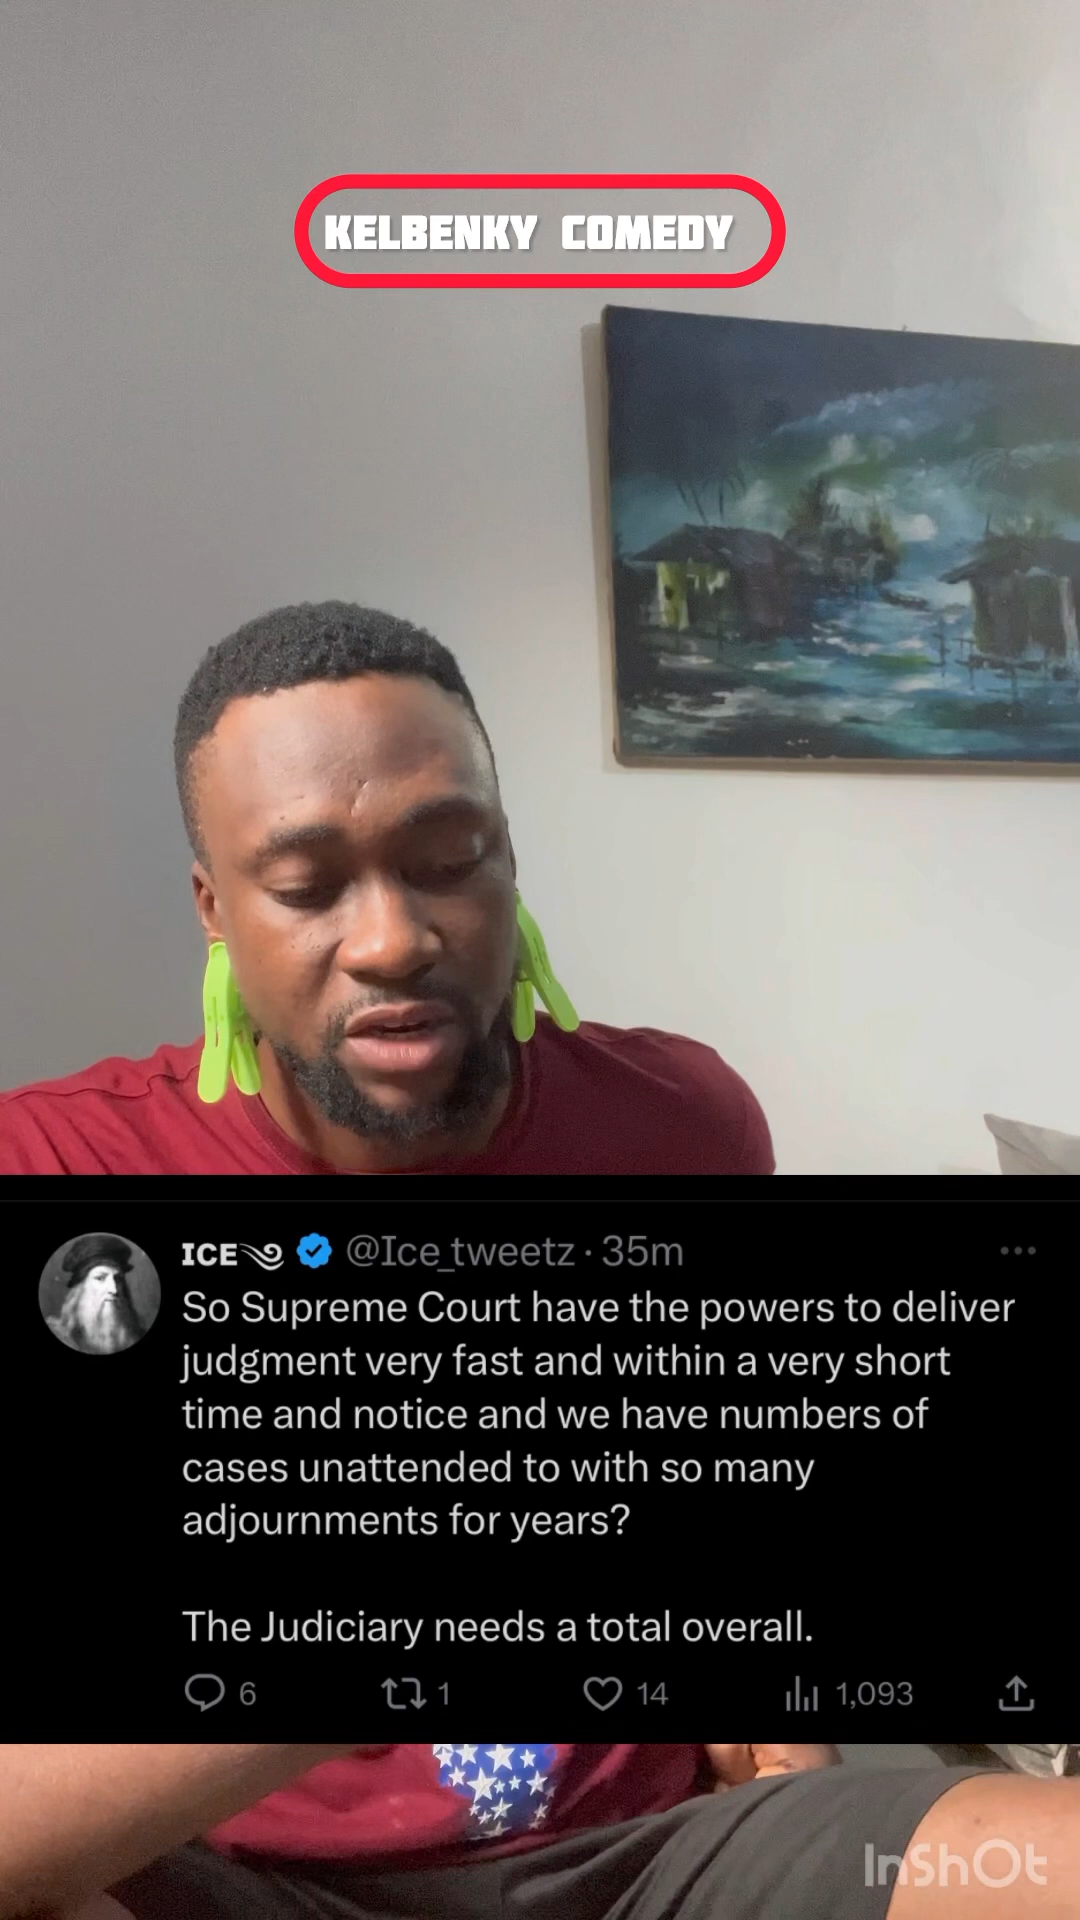 KELBENKY COMEDY
ICE @Ice_tweetz · 35m
So Supreme Court have the powers to deliver
judgment very fast and within a very short
time and notice and we have numbers of
cases unattended to with so many
adjournments for years?
The Judiciary needs a total overall.
6 1 14 1,093
InShOt